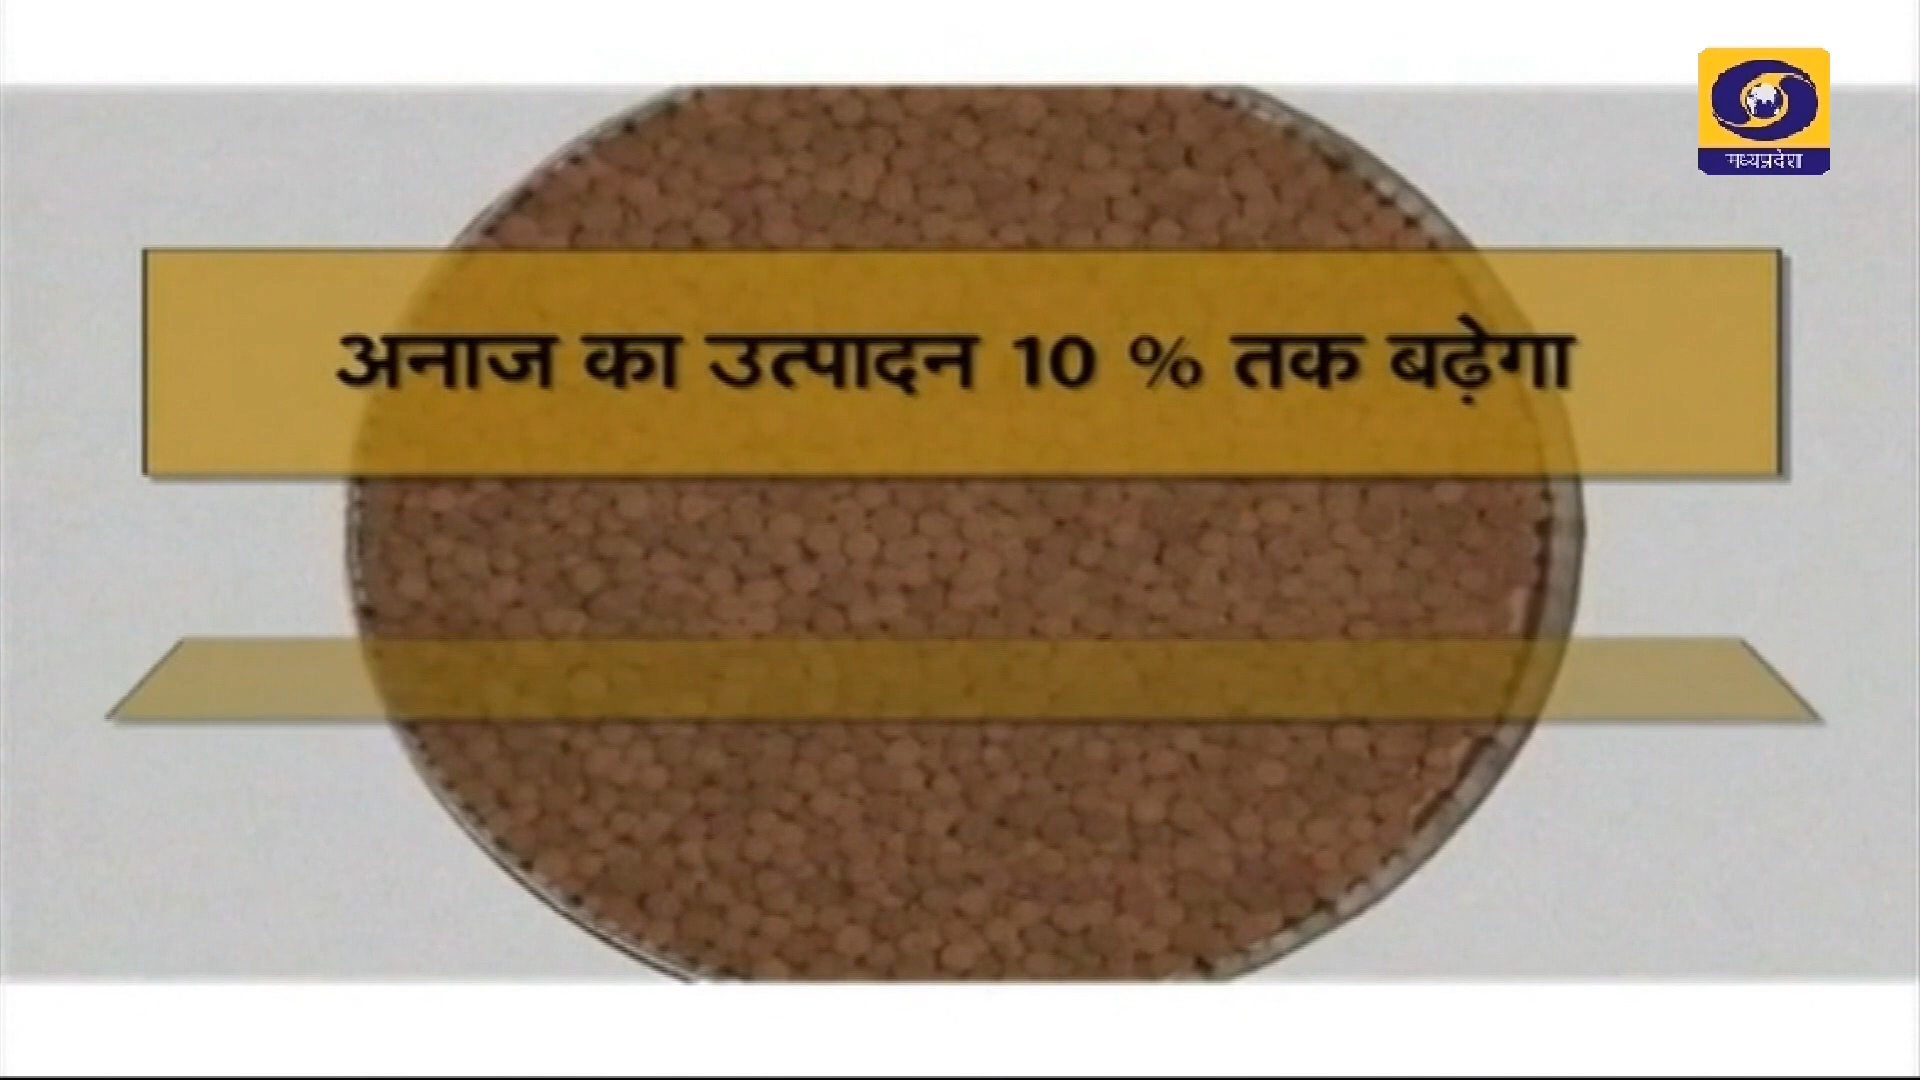 मध्यप्रदेश
अनाज का उत्पादन 10 % तक बढ़ेगा